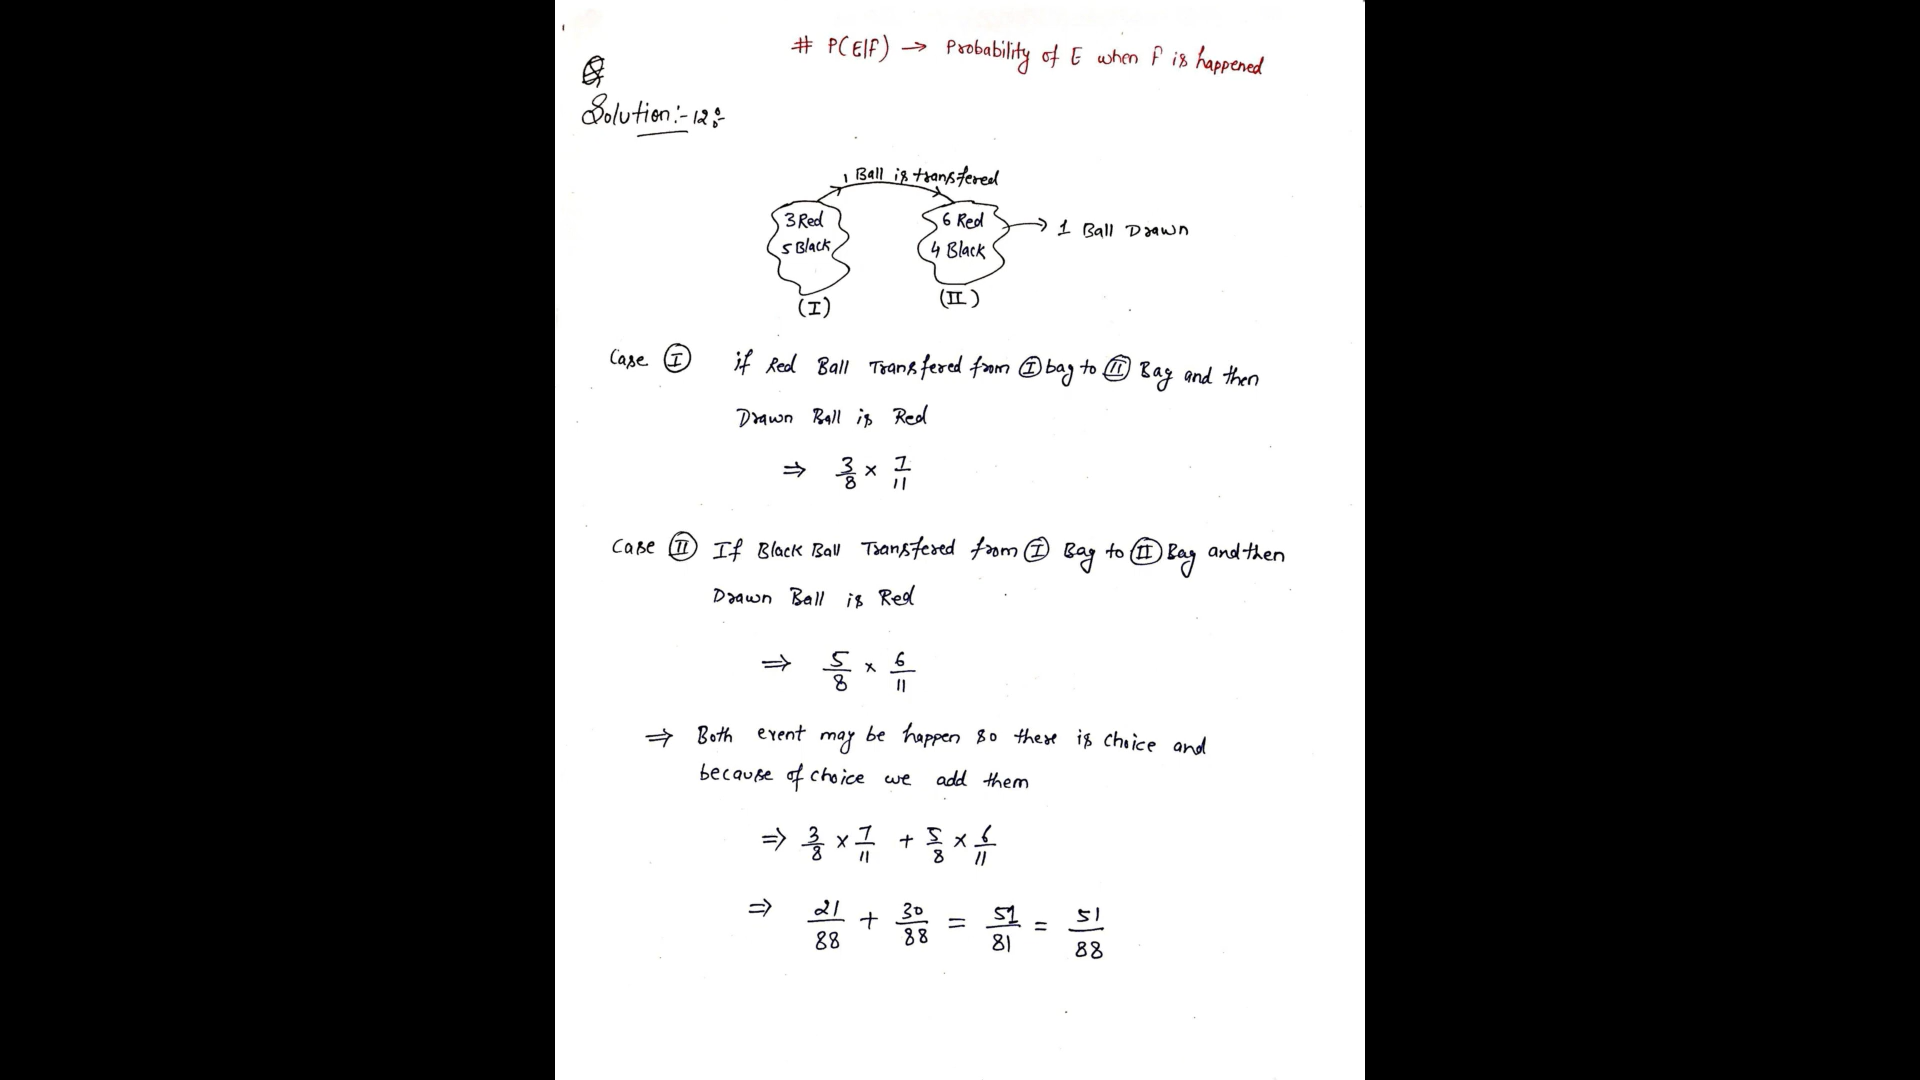 # P(E|F) → Probability of E when F is happened
Q
Solution:- 12:-
1 Ball is transfered
3 Red
5 Black
(I)
6 Red
4 Black
(II)
→ 1 Ball Drawn
Case I if Red Ball Transfered from I bag to II Bag and then
Drawn Ball is Red
⇒ 3/8 × 7/11
Case II If Black Ball Transfered from I Bag to II Bag and then
Drawn Ball is Red
⇒ 5/8 × 6/11
⇒ Both event may be happen so there is choice and
because of choice we add them
⇒ 3/8 × 7/11 + 5/8 × 6/11
⇒ 21/88 + 30/88 = 51/81 = 51/88